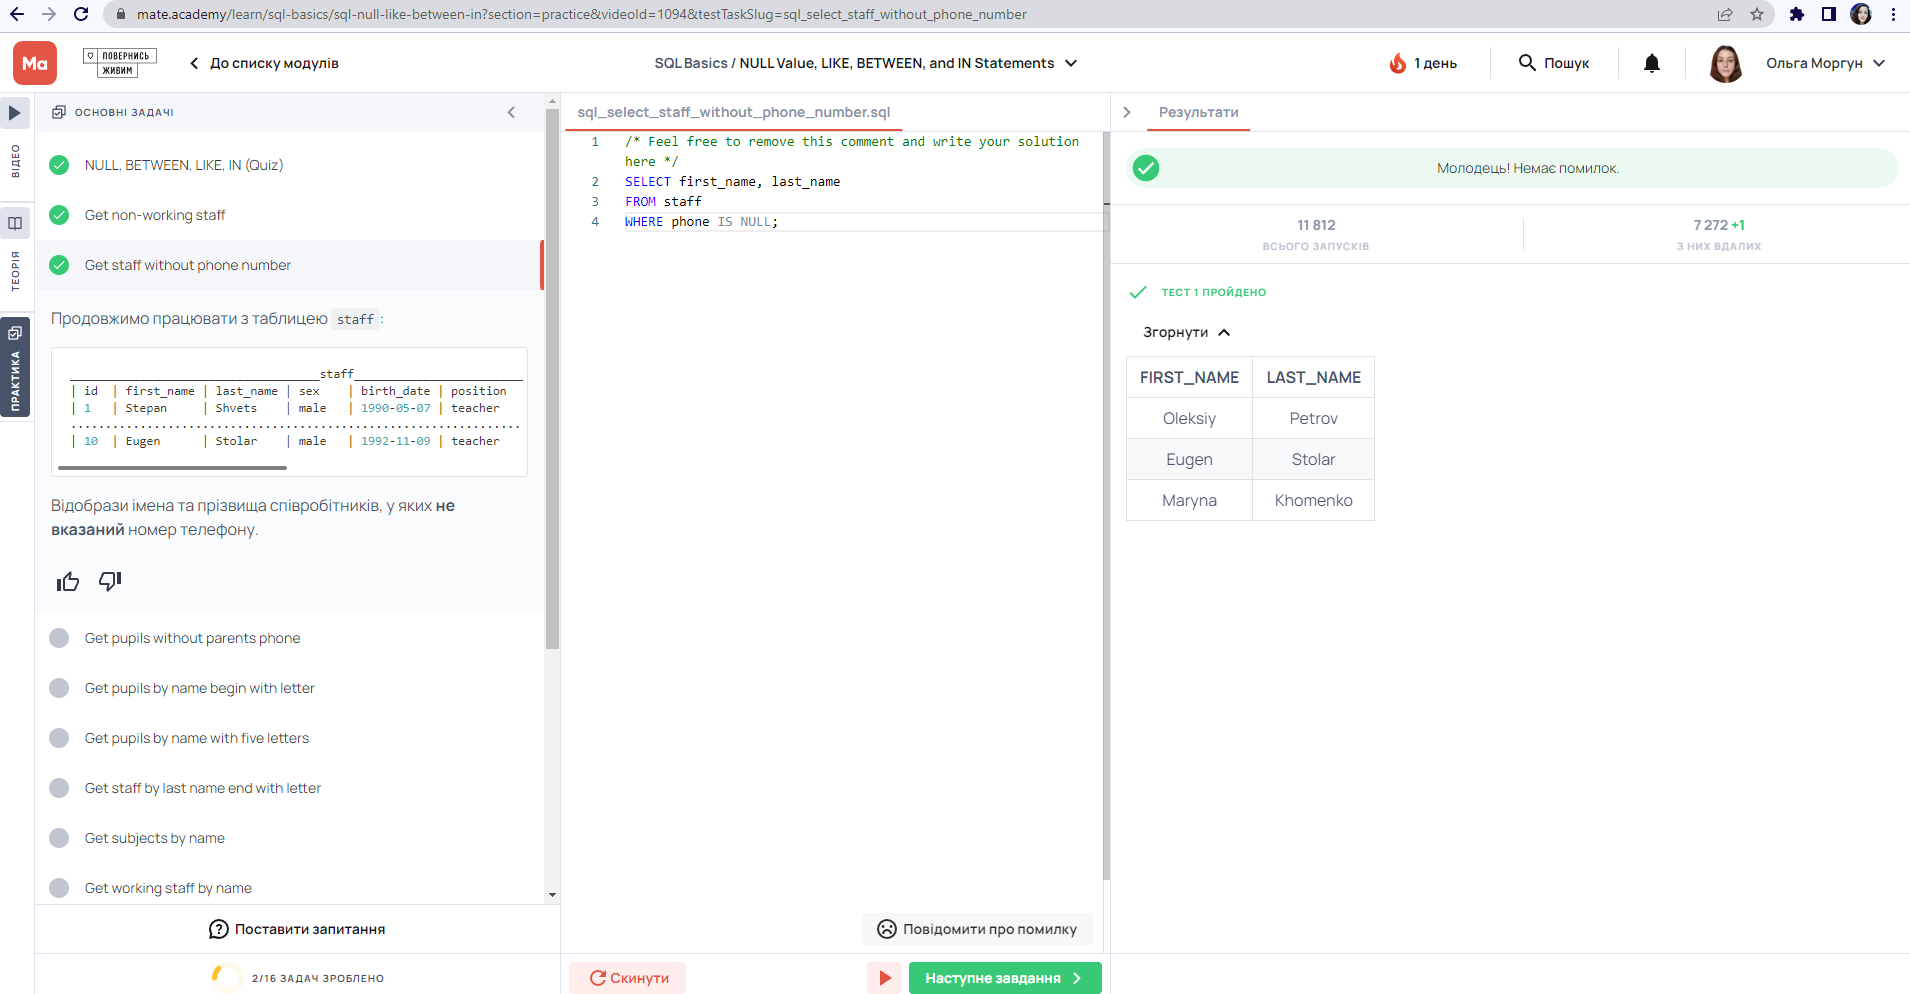 mate.academy/learn/sql-basics/sql-null-like-between-in?section=practice&videoId=1094&testTaskSlug=sql_select_staff_without_phone_number
Ma
ПОВЕРНИСЬ
ЖИВИМ
До списку модулів
SQL Basics / NULL Value, LIKE, BETWEEN, and IN Statements
1 день
Пошук
Ольга Моргун
ВІДЕО
ТЕОРІЯ
ПРАКТИКА
ОСНОВНІ ЗАДАЧІ
NULL, BETWEEN, LIKE, IN (Quiz)
Get non-working staff
Get staff without phone number
Продовжимо працювати з таблицею staff :
staff
| id | first_name | last_name | sex | birth_date | position
| 1 | Stepan | Shvets | male | 1990-05-07 | teacher
| 10 | Eugen | Stolar | male | 1992-11-09 | teacher
Відобрази імена та прізвища співробітників, у яких не
вказаний номер телефону.
Get pupils without parents phone
Get pupils by name begin with letter
Get pupils by name with five letters
Get staff by last name end with letter
Get subjects by name
Get working staff by name
Поставити запитання
2/16 ЗАДАЧ ЗРОБЛЕНО
sql_select_staff_without_phone_number.sql
1 /* Feel free to remove this comment and write your solution
here */
2 SELECT first_name, last_name
3 FROM staff
4 WHERE phone IS NULL;
Повідомити про помилку
Скинути
Наступне завдання
Результати
Молодець! Немає помилок.
11 812
ВСЬОГО ЗАПУСКІВ
7 272 +1
З НИХ ВДАЛИХ
ТЕСТ 1 ПРОЙДЕНО
Згорнути
FIRST_NAME LAST_NAME
Oleksiy Petrov
Eugen Stolar
Maryna Khomenko